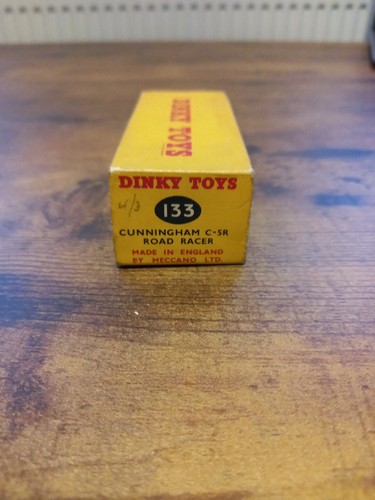 DINKY TOYS
DINKY TOYS
133
CUNNINGHAM C-5R
ROAD RACER
MADE IN ENGLAND
BY MECCANO LTD.